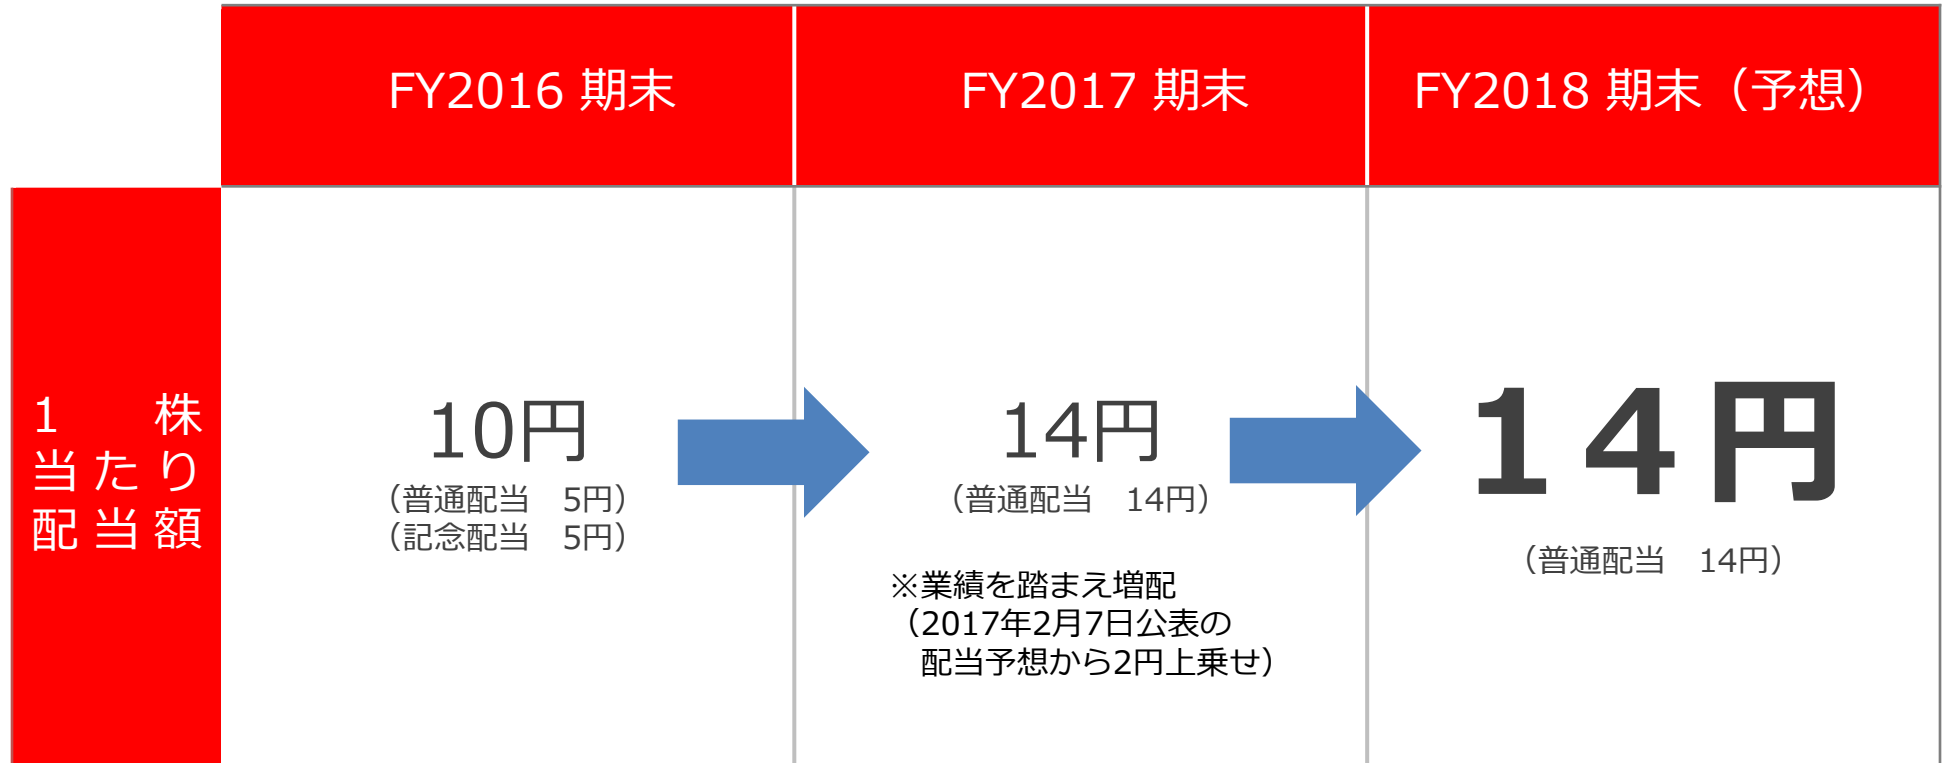 FY2016 期末
FY2017 期末
FY2018 期末（予想）
1 株
当たり
配当額
10円
（普通配当　5円）
（記念配当　5円）
14円
（普通配当　14円）
※業績を踏まえ増配
（2017年2月7日公表の
配当予想から2円上乗せ）
１４円
（普通配当　14円）